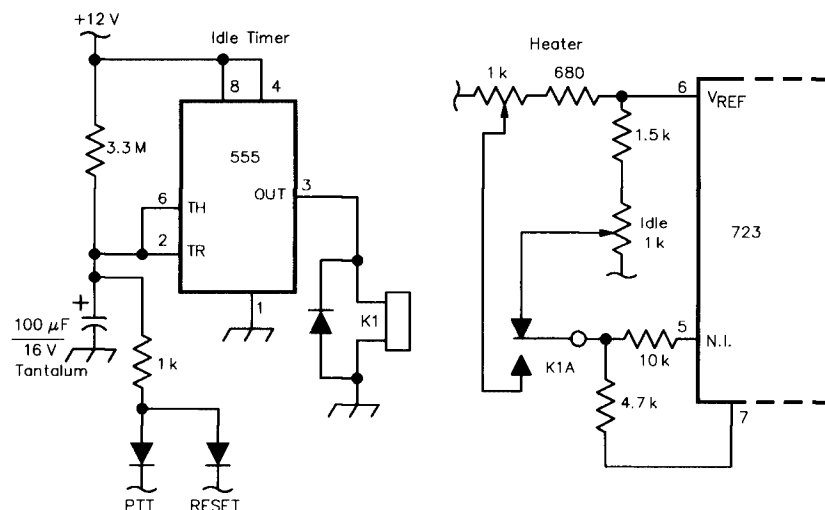 +12 V
Idle Timer
8
4
3.3 M
555
6
TH
OUT
3
2
TR
1
+
100 µF
16 V
Tantalum
1 k
K1
PTT
RESET
Heater
1 k
680
6
VREF
1.5 k
Idle
1 k
723
5
N.I.
K1A
10k
4.7 k
7